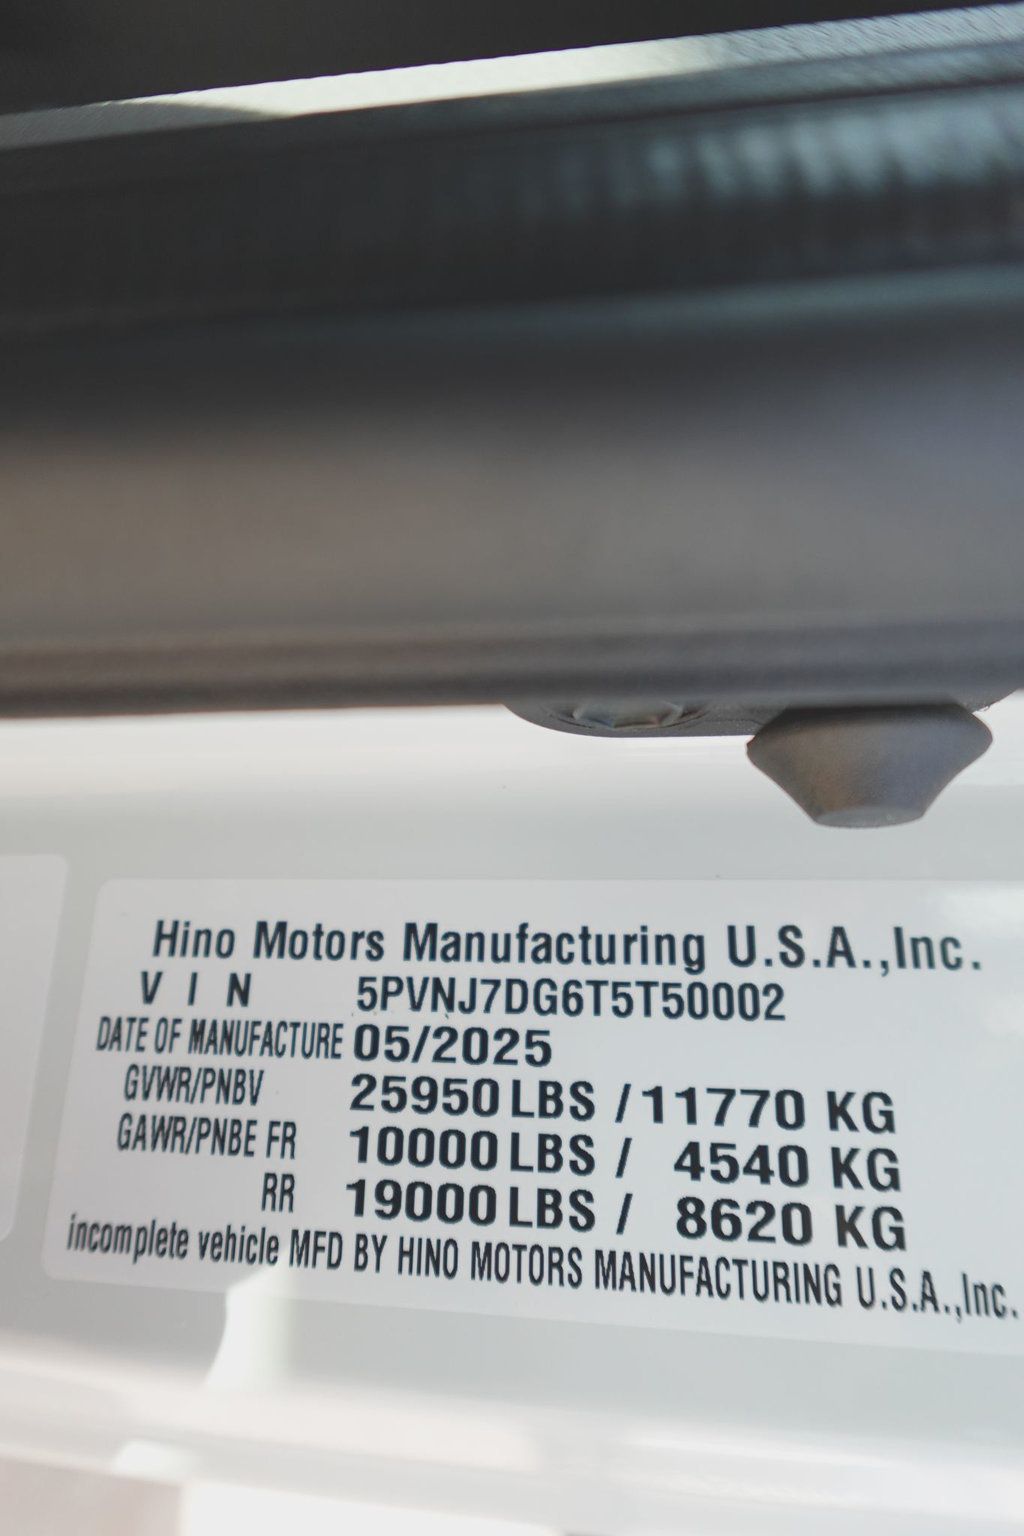 Hino Motors Manufacturing U.S.A.,Inc.
V I N 5PVNJ7DG6T5T50002
DATE OF MANUFACTURE 05/2025
GVWR/PNBV 25950 LBS / 11770 KG
GAWR/PNBE FR 10000 LBS / 4540 KG
RR 19000 LBS / 8620 KG
incomplete vehicle MFD BY HINO MOTORS MANUFACTURING U.S.A.,Inc.